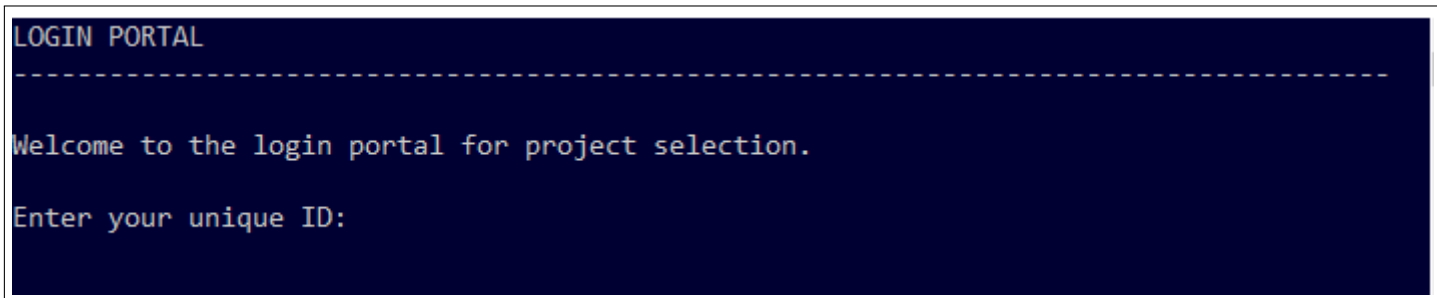 LOGIN PORTAL
--------------------------------------------------------------------------------------
Welcome to the login portal for project selection.
Enter your unique ID: